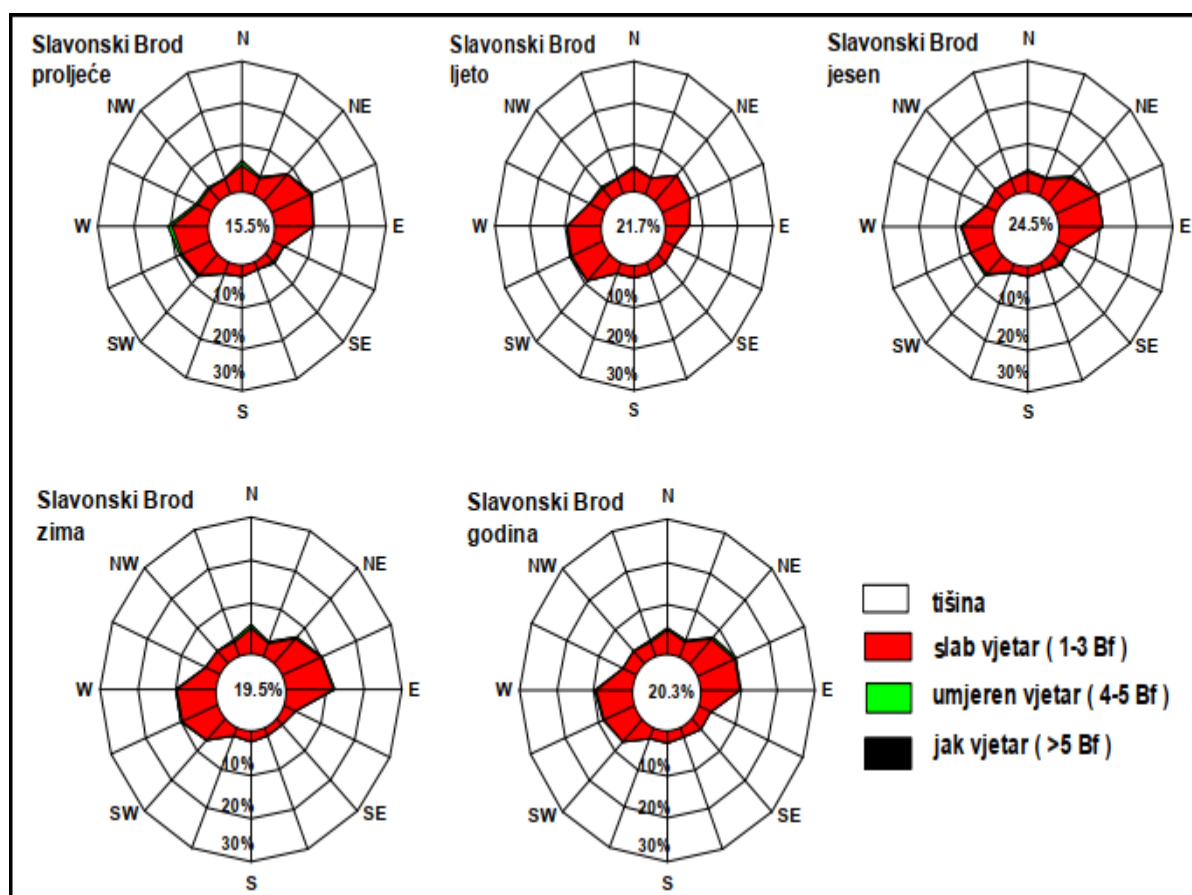 Slavonski Brod
proljeće
N
NE
E
SE
S
SW
W
NW
15.5%
10%
20%
30%
Slavonski Brod
ljeto
N
NE
E
SE
S
SW
W
NW
21.7%
10%
20%
30%
Slavonski Brod
jesen
N
NE
E
SE
S
SW
W
NW
24.5%
10%
20%
30%
Slavonski Brod
zima
N
NE
E
SE
S
SW
W
NW
19.5%
10%
20%
30%
Slavonski Brod
godina
N
NE
E
SE
S
SW
W
NW
20.3%
10%
20%
30%
tišina
slab vjetar ( 1-3 Bf )
umjeren vjetar ( 4-5 Bf )
jak vjetar ( >5 Bf )